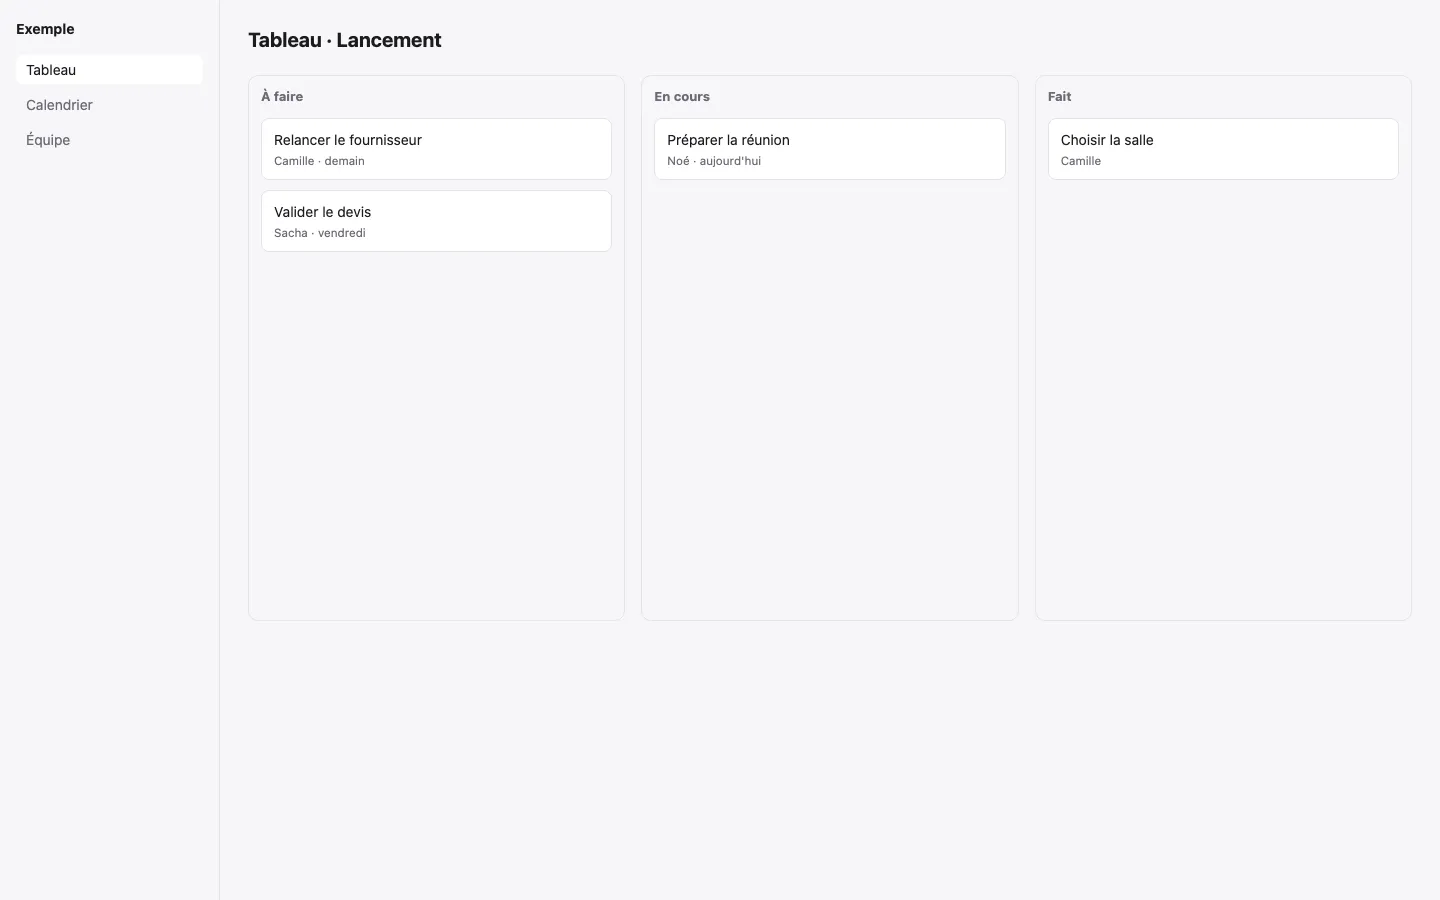 Exemple
Tableau
Calendrier
Équipe
Tableau · Lancement
À faire
Relancer le fournisseur
Camille · demain
Valider le devis
Sacha · vendredi
En cours
Préparer la réunion
Noé · aujourd'hui
Fait
Choisir la salle
Camille